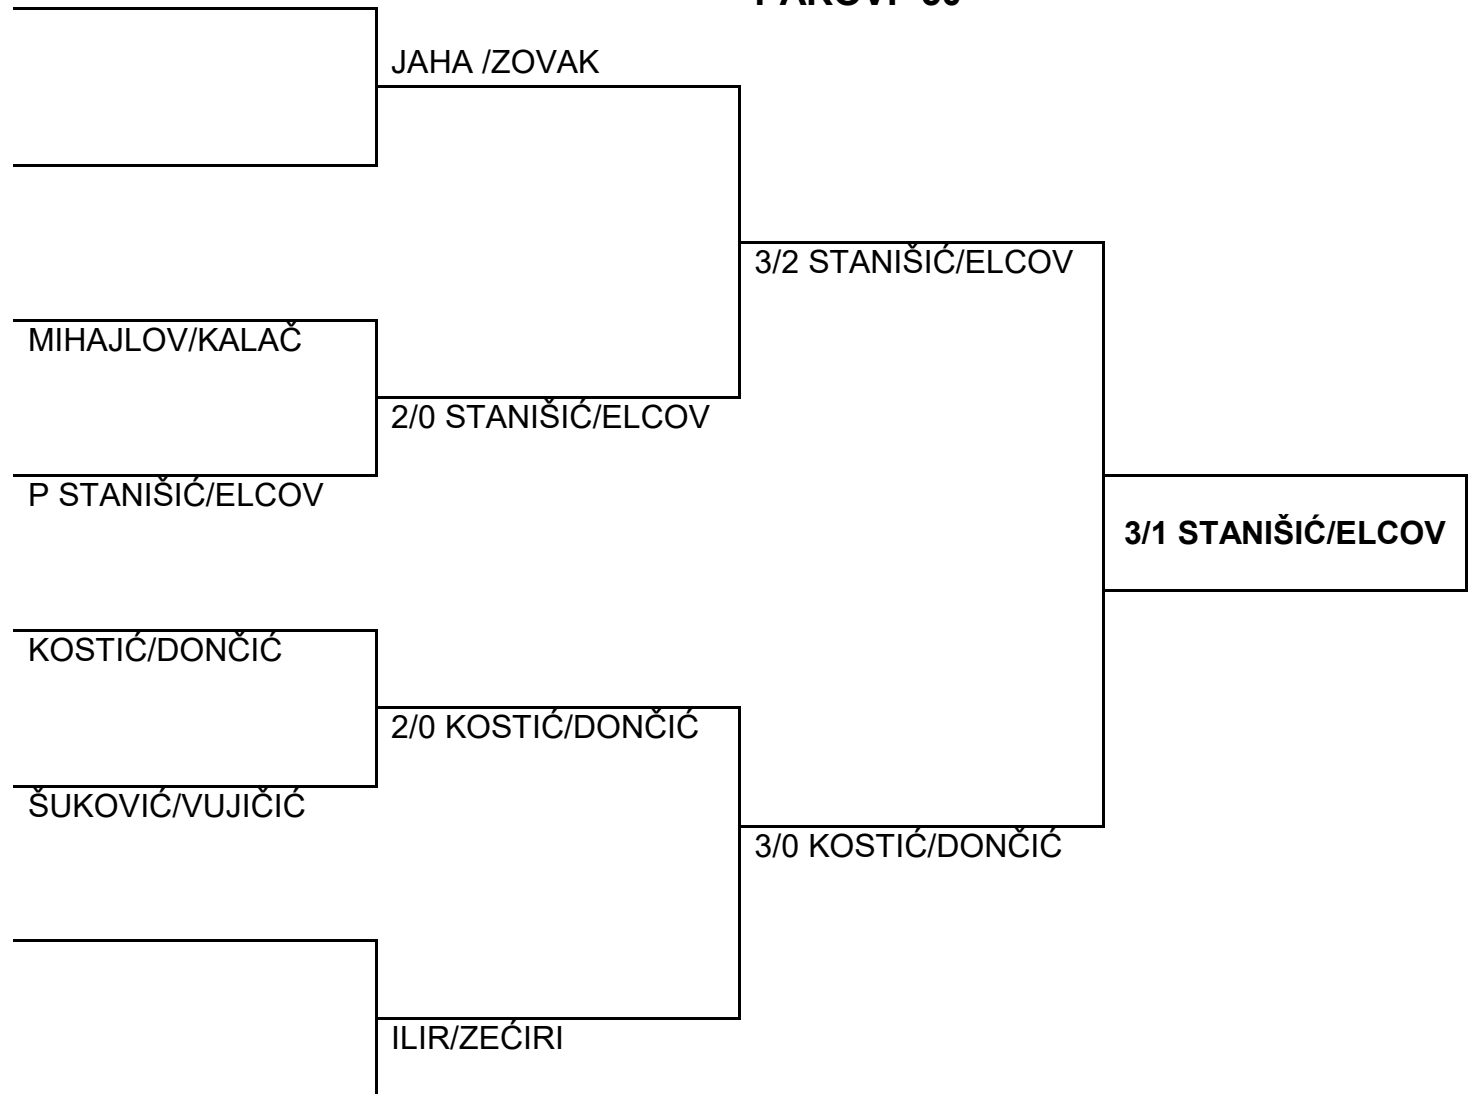 JAHA /ZOVAK
3/2 STANIŠIĆ/ELCOV
MIHAJLOV/KALAČ
2/0 STANIŠIĆ/ELCOV
P STANIŠIĆ/ELCOV
3/1 STANIŠIĆ/ELCOV
KOSTIĆ/DONČIĆ
2/0 KOSTIĆ/DONČIĆ
ŠUKOVIĆ/VUJIČIĆ
3/0 KOSTIĆ/DONČIĆ
ILIR/ZEĆIRI